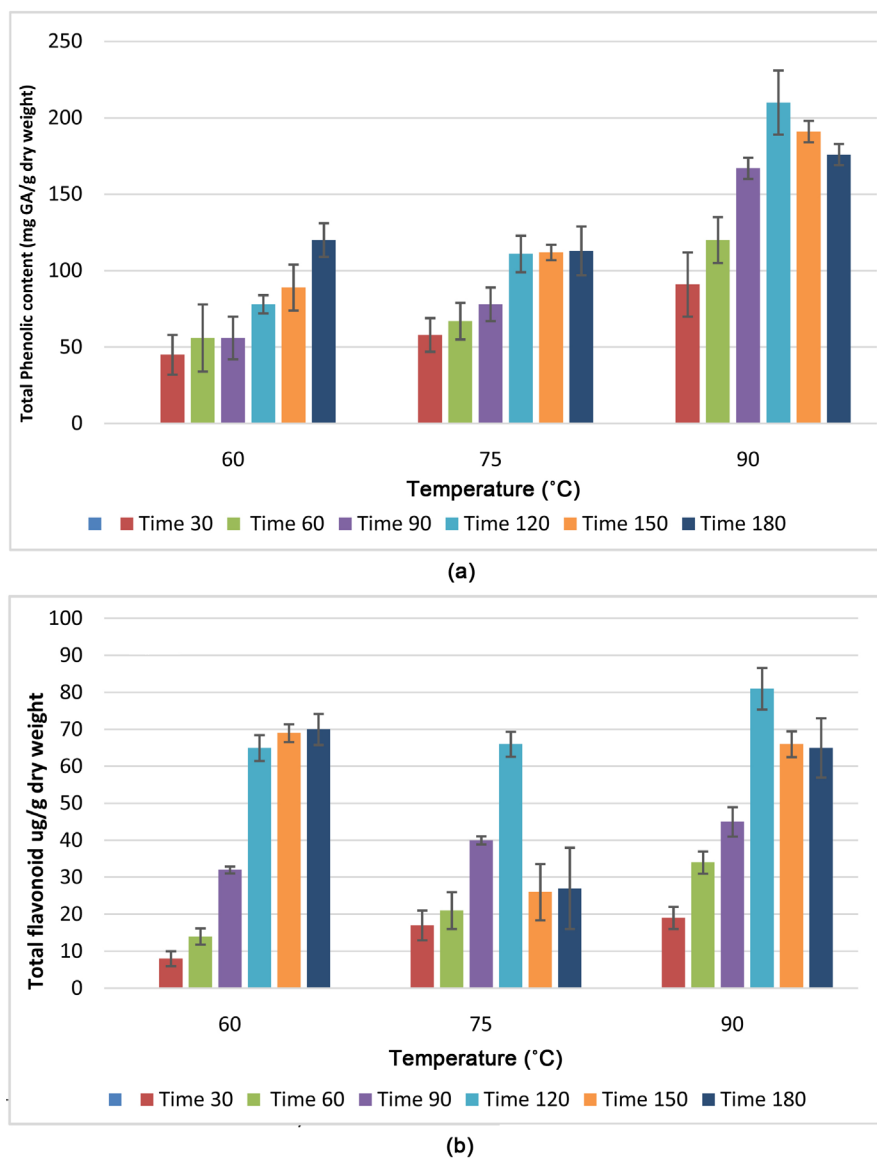 250
200
150
100
50
0
Total Phenolic content (mg GA/g dry weight)
60 75 90
Temperature (˚C)
Time 30 Time 60 Time 90 Time 120 Time 150 Time 180
(a)
100
90
80
70
60
50
40
30
20
10
0
Total flavonoid ug/g dry weight
60 75 90
Temperature (˚C)
Time 30 Time 60 Time 90 Time 120 Time 150 Time 180
(b)